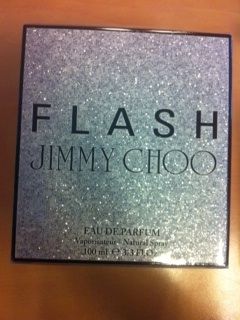 FLASH
JIMMY CHOO
EAU DE PARFUM
Vaporisateur - Natural Spray
100 ml ℮ 3.3 Fl.Oz.